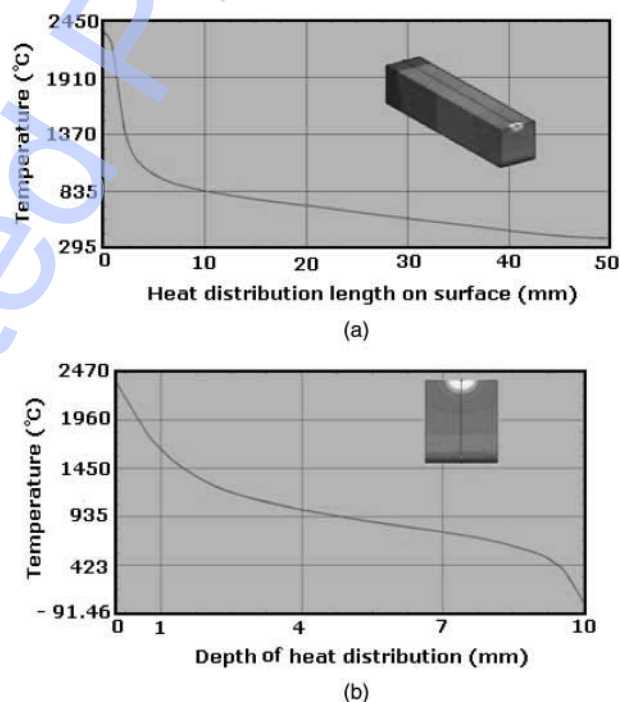 2450
1910
1370
835
295
Temperature (°C)
0 10 20 30 40 50
Heat distribution length on surface (mm)
(a)
2470
1960
1450
935
423
- 91.46
Temperature (°C)
0 1 4 7 10
Depth of heat distribution (mm)
(b)
ed P